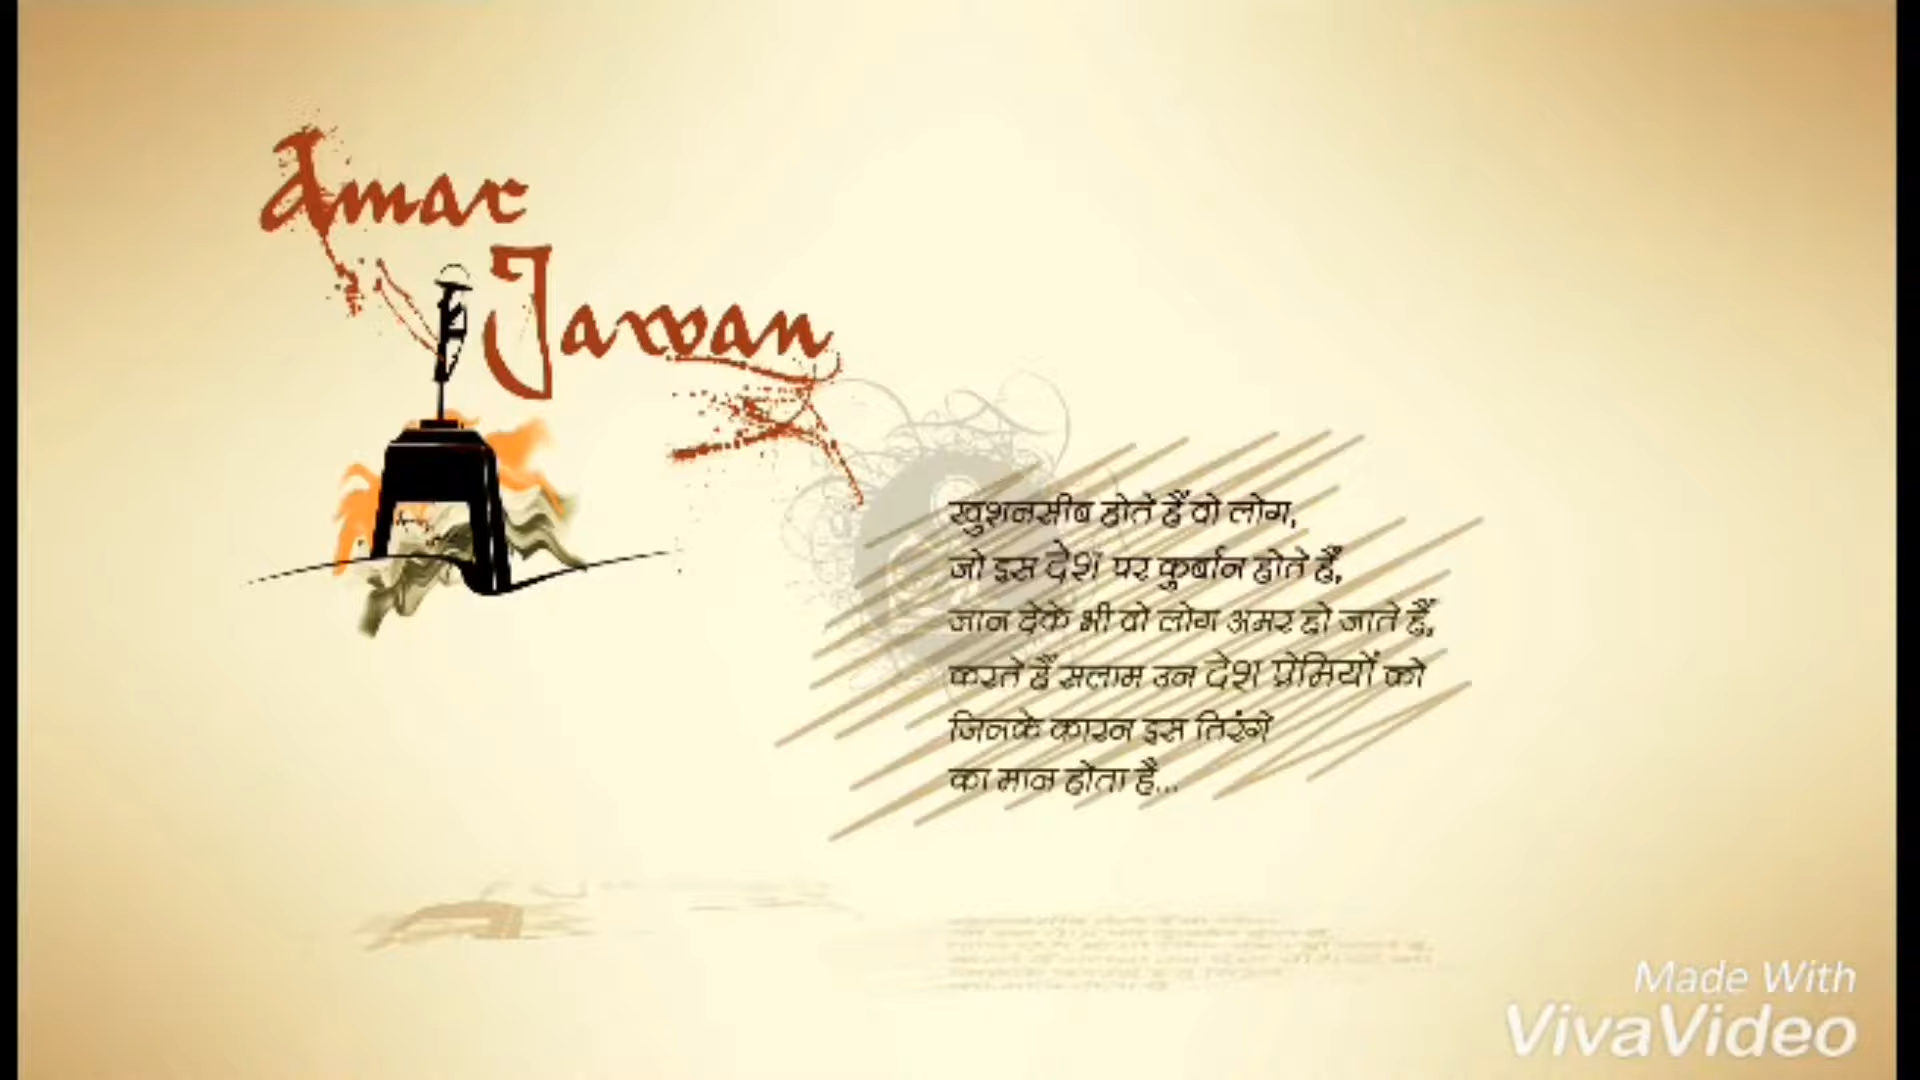 Amar
Jawan
खुशनसीब होते हैं वो लोग,
जो इस देश पर कुर्बान होते हैं,
जान देके भी वो लोग अमर हो जाते हैं,
करते हैं सलाम उन देश प्रेमियों को
जिनके कारन इस तिरंगे
का मान होता है...
Made With
VivaVideo